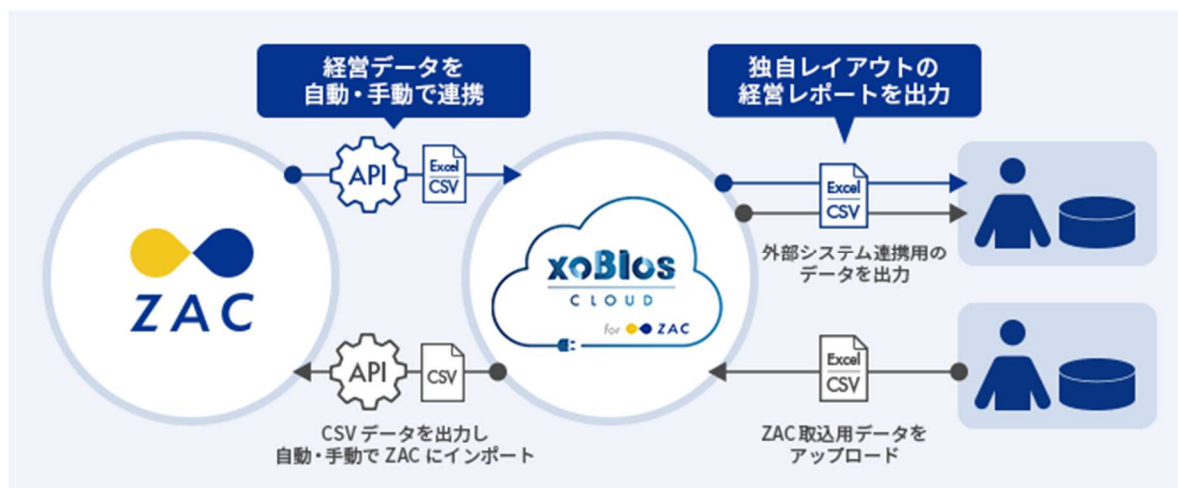 経営データを
自動・手動で連携
独自レイアウトの
経営レポートを出力
API
Excel
CSV
Excel
CSV
外部システム連携用の
データを出力
ZAC
xoBlos
CLOUD
for ZAC
API
CSV
CSVデータを出力し
自動・手動でZACにインポート
Excel
CSV
ZAC取込用データを
アップロード